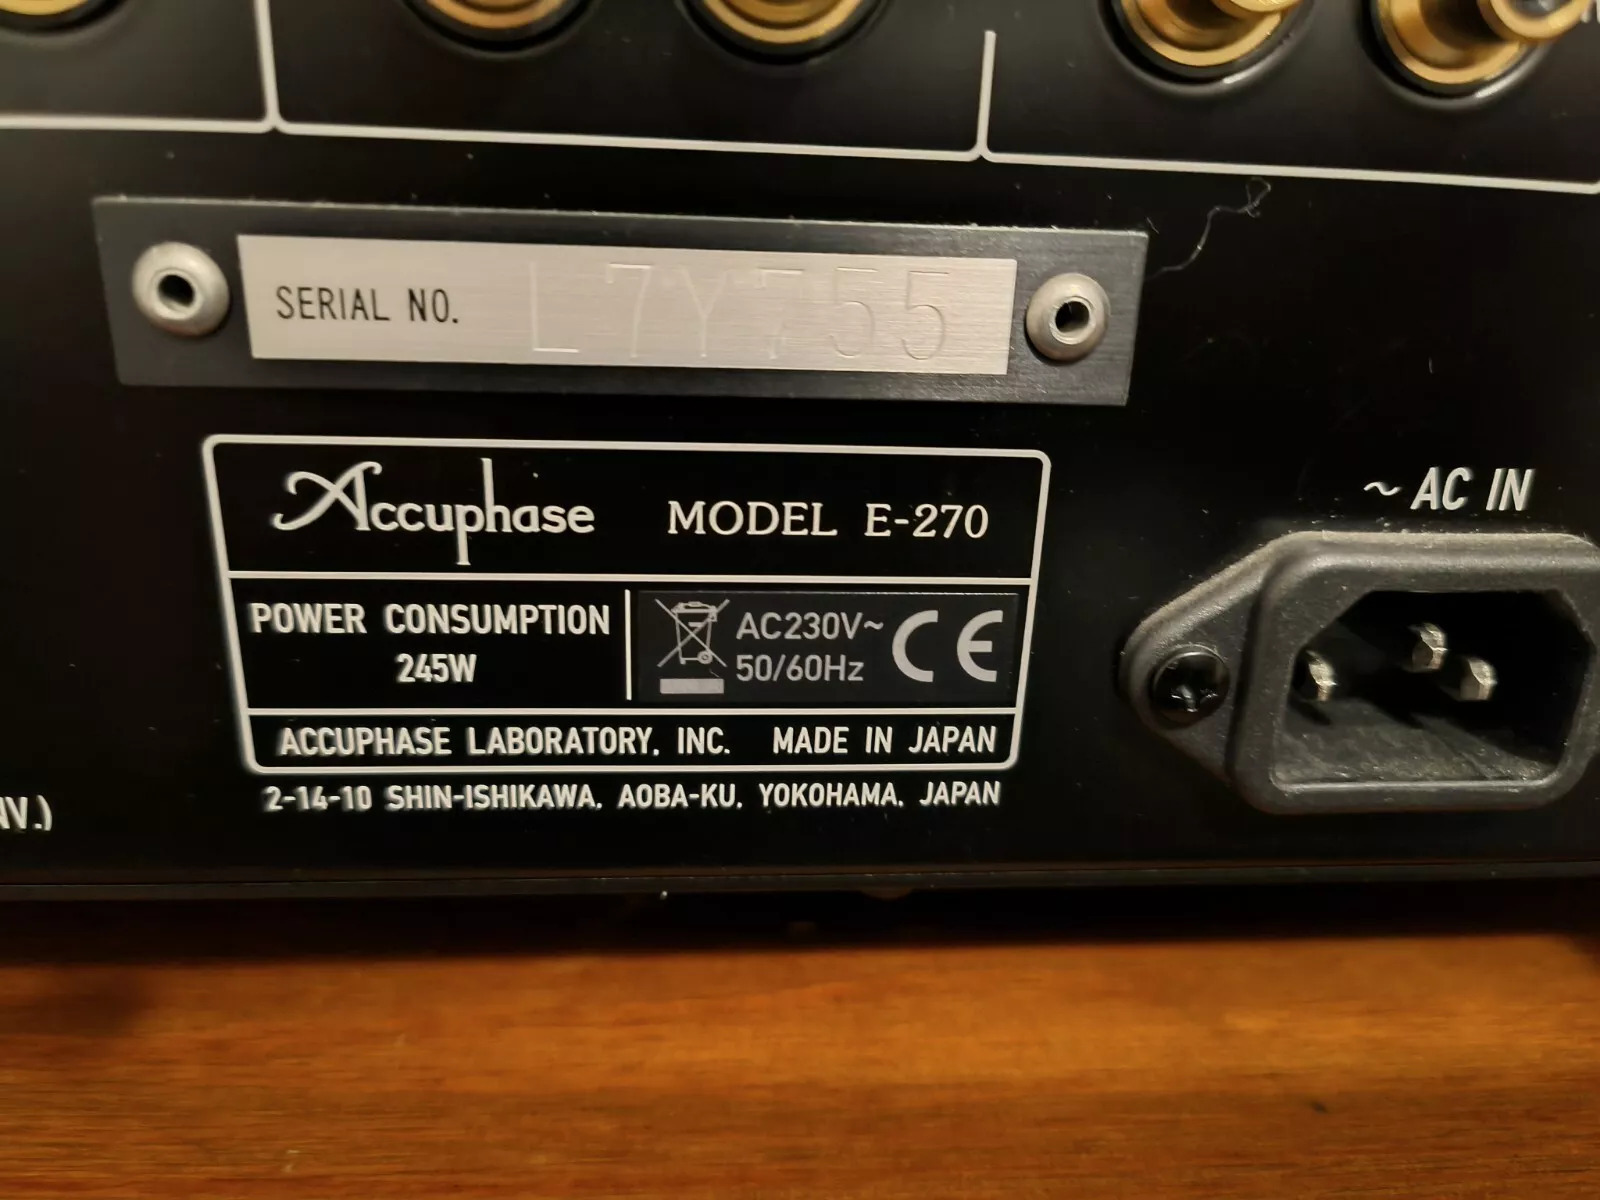 SERIAL NO. L7Y755
Accuphase MODEL E-270
POWER CONSUMPTION
245W
AC230V~
50/60Hz
CE
ACCUPHASE LABORATORY, INC. MADE IN JAPAN
2-14-10 SHIN-ISHIKAWA, AOBA-KU, YOKOHAMA, JAPAN
~ AC IN